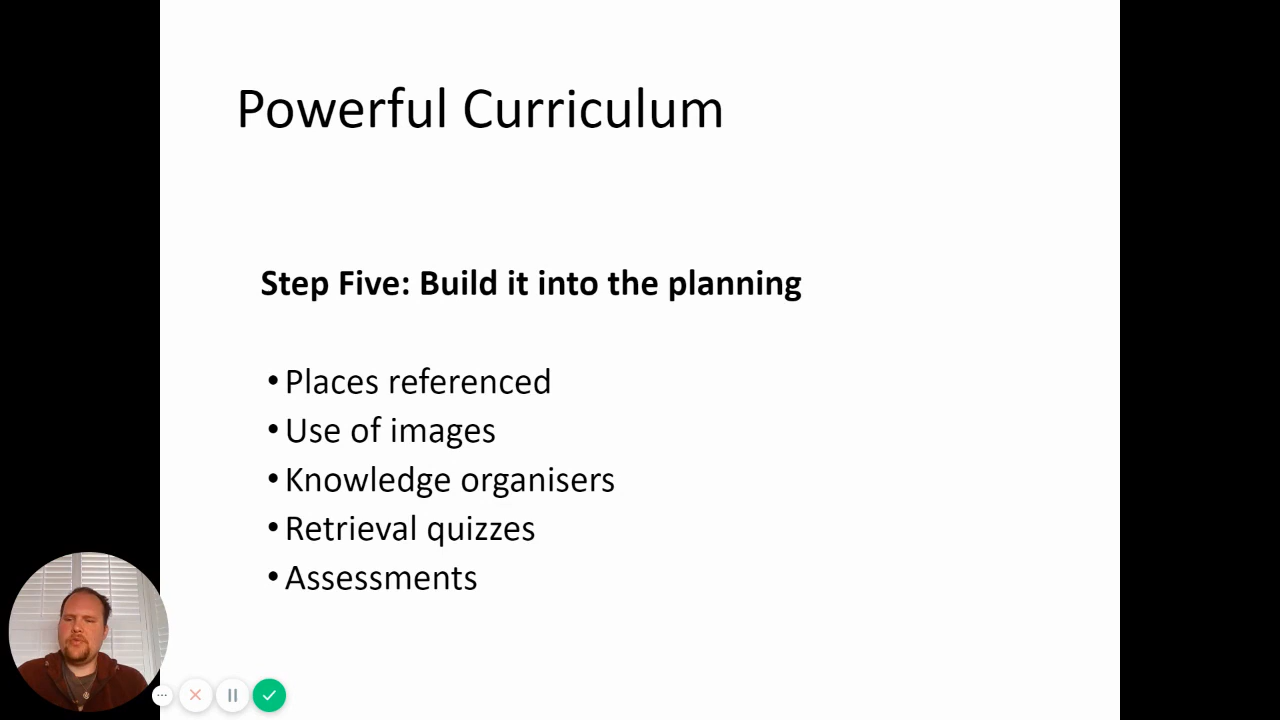 Powerful Curriculum
Step Five: Build it into the planning
• Places referenced
• Use of images
• Knowledge organisers
• Retrieval quizzes
• Assessments